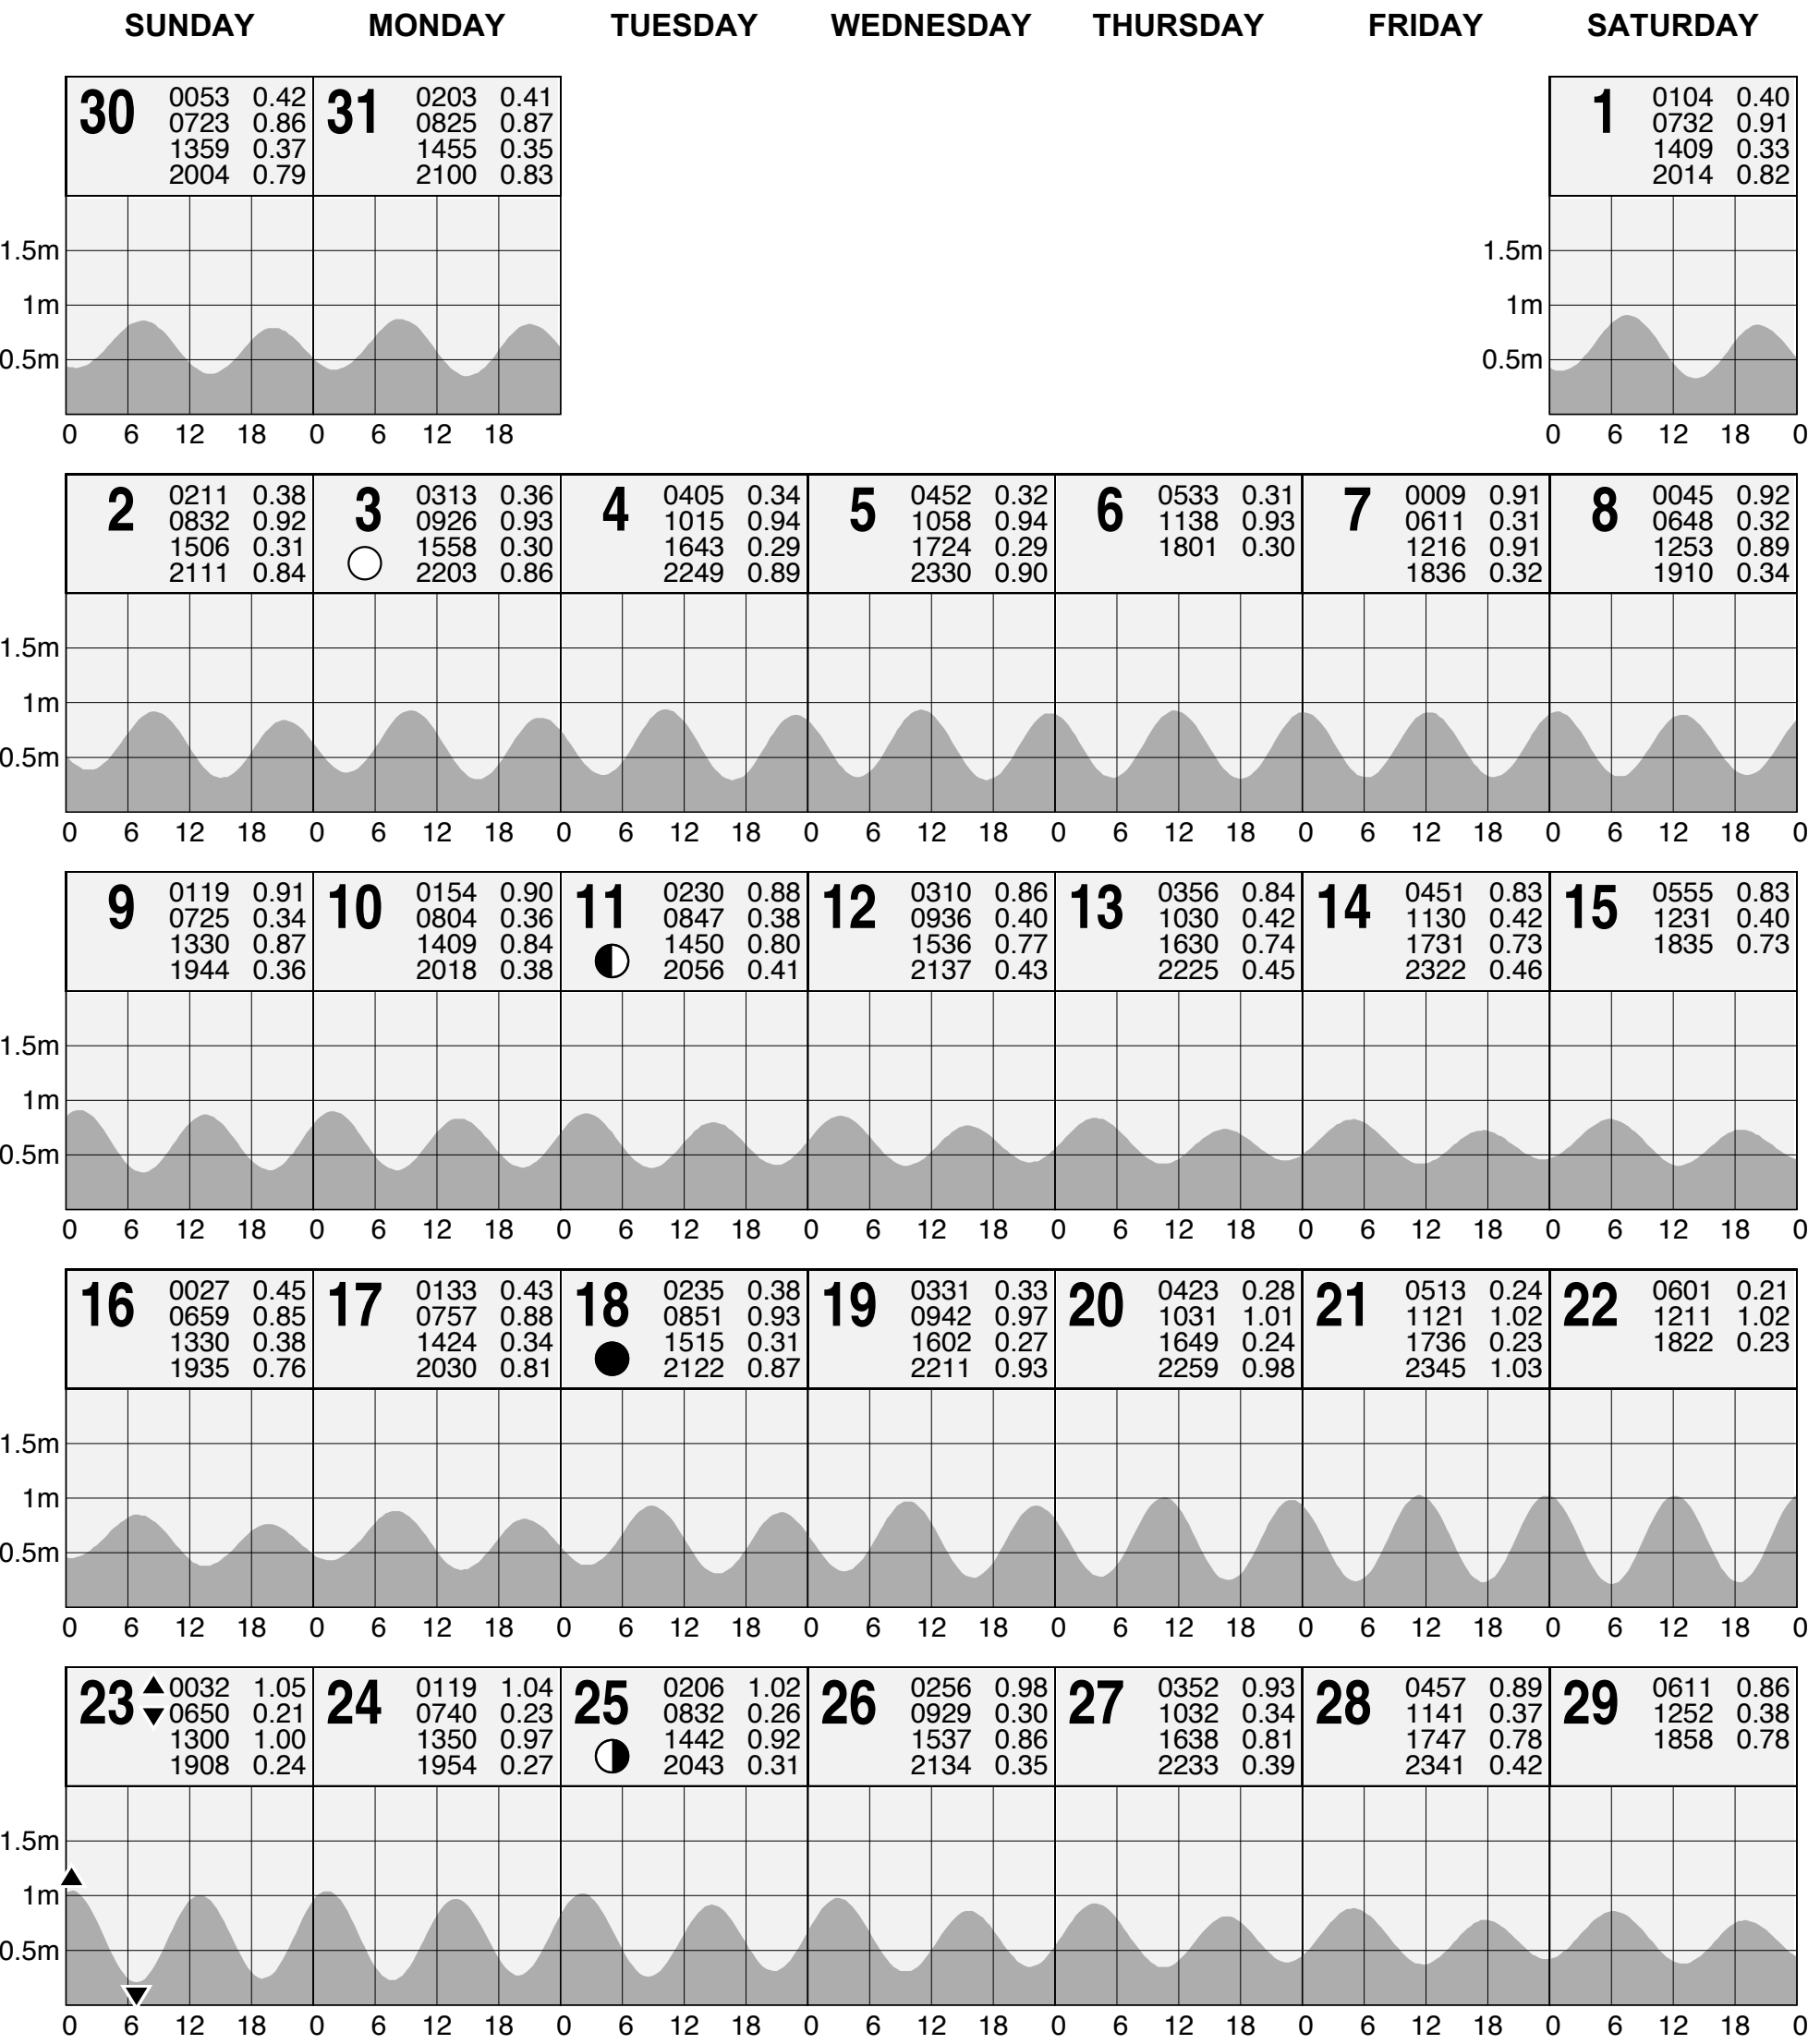 SUNDAY MONDAY TUESDAY WEDNESDAY THURSDAY FRIDAY SATURDAY
30 0053 0.42 31 0203 0.41 1 0104 0.40
0723 0.86 0825 0.87 0732 0.91
1359 0.37 1455 0.35 1409 0.33
2004 0.79 2100 0.83 2014 0.82
1.5m 1.5m
1m 1m
0.5m 0.5m
0 6 12 18 0 6 12 18 0 6 12 18 0
2 0211 0.38 3 0313 0.36 4 0405 0.34 5 0452 0.32 6 0533 0.31 7 0009 0.91 8 0045 0.92
0832 0.92 0926 0.93 1015 0.94 1058 0.94 1138 0.93 0611 0.31 0648 0.32
1506 0.31 1558 0.30 1643 0.29 1724 0.29 1801 0.30 1216 0.91 1253 0.89
2111 0.84 2203 0.86 2249 0.89 2330 0.90 1836 0.32 1910 0.34
1.5m
1m
0.5m
0 6 12 18 0 6 12 18 0 6 12 18 0 6 12 18 0 6 12 18 0 6 12 18 0 6 12 18 0
9 0119 0.91 10 0154 0.90 11 0230 0.88 12 0310 0.86 13 0356 0.84 14 0451 0.83 15 0555 0.83
0725 0.34 0804 0.36 0847 0.38 0936 0.40 1030 0.42 1130 0.42 1231 0.40
1330 0.87 1409 0.84 1450 0.80 1536 0.77 1630 0.74 1731 0.73 1835 0.73
1944 0.36 2018 0.38 2056 0.41 2137 0.43 2225 0.45 2322 0.46
1.5m
1m
0.5m
0 6 12 18 0 6 12 18 0 6 12 18 0 6 12 18 0 6 12 18 0 6 12 18 0 6 12 18 0
16 0027 0.45 17 0133 0.43 18 0235 0.38 19 0331 0.33 20 0423 0.28 21 0513 0.24 22 0601 0.21
0659 0.85 0757 0.88 0851 0.93 0942 0.97 1031 1.01 1121 1.02 1211 1.02
1330 0.38 1424 0.34 1515 0.31 1602 0.27 1649 0.24 1736 0.23 1822 0.23
1935 0.76 2030 0.81 2122 0.87 2211 0.93 2259 0.98 2345 1.03
1.5m
1m
0.5m
0 6 12 18 0 6 12 18 0 6 12 18 0 6 12 18 0 6 12 18 0 6 12 18 0 6 12 18 0
23 0032 1.05 24 0119 1.04 25 0206 1.02 26 0256 0.98 27 0352 0.93 28 0457 0.89 29 0611 0.86
0650 0.21 0740 0.23 0832 0.26 0929 0.30 1032 0.34 1141 0.37 1252 0.38
1300 1.00 1350 0.97 1442 0.92 1537 0.86 1638 0.81 1747 0.78 1858 0.78
1908 0.24 1954 0.27 2043 0.31 2134 0.35 2233 0.39 2341 0.42
1.5m
1m
0.5m
0 6 12 18 0 6 12 18 0 6 12 18 0 6 12 18 0 6 12 18 0 6 12 18 0 6 12 18 0